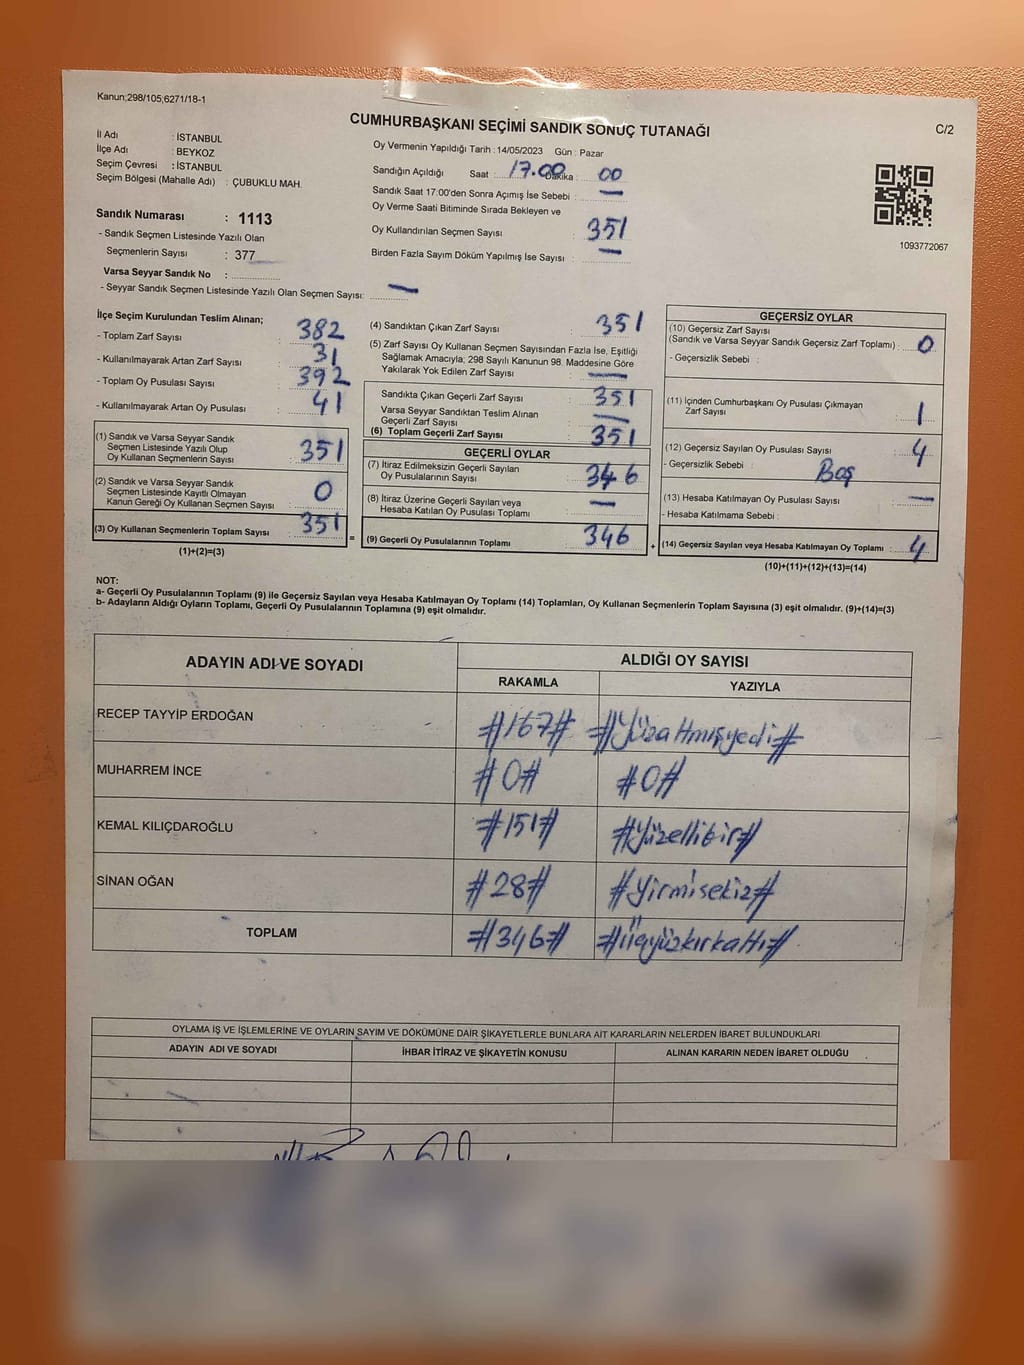 Kanun;298/105;6271/18-1
C/2
CUMHURBAŞKANI SEÇİMİ SANDIK SONUÇ TUTANAĞI
İl Adı : İSTANBUL
İlçe Adı : BEYKOZ
Seçim Çevresi : İSTANBUL
Seçim Bölgesi (Mahalle Adı) : ÇUBUKLU MAH.
Sandık Numarası : 1113
- Sandık Seçmen Listesinde Yazılı Olan
Seçmenlerin Sayısı : 377
Varsa Seyyar Sandık No :
- Seyyar Sandık Seçmen Listesinde Yazılı Olan Seçmen Sayısı: —
Oy Vermenin Yapıldığı Tarih : 14/05/2023 Gün : Pazar
Sandığın Açıldığı Saat : 17.00 Dakika : 00
Sandık Saat 17:00'den Sonra Açımış İse Sebebi : —
Oy Verme Saati Bitiminde Sırada Bekleyen ve
Oy Kullandırılan Seçmen Sayısı : 351
Birden Fazla Sayım Döküm Yapılmış İse Sayısı : —
1093772067
İlçe Seçim Kurulundan Teslim Alınan;
- Toplam Zarf Sayısı : 382
- Kullanılmayarak Artan Zarf Sayısı : 31
- Toplam Oy Pusulası Sayısı : 392
- Kullanılmayarak Artan Oy Pusulası : 41
(1) Sandık ve Varsa Seyyar Sandık
Seçmen Listesinde Yazılı Olup
Oy Kullanan Seçmenlerin Sayısı : 351
(2) Sandık ve Varsa Seyyar Sandık
Seçmen Listesinde Kayıtlı Olmayan
Kanun Gereği Oy Kullanan Seçmen Sayısı : 0
(3) Oy Kullanan Seçmenlerin Toplam Sayısı : 351
(1)+(2)=(3)
=
(4) Sandıktan Çıkan Zarf Sayısı : 351
(5) Zarf Sayısı Oy Kullanan Seçmen Sayısından Fazla İse, Eşitliği
Sağlamak Amacıyla; 298 Sayılı Kanunun 98. Maddesine Göre
Yakılarak Yok Edilen Zarf Sayısı : —
Sandıkta Çıkan Geçerli Zarf Sayısı : 351
Varsa Seyyar Sandıktan Teslim Alınan
Geçerli Zarf Sayısı : —
(6) Toplam Geçerli Zarf Sayısı : 351
GEÇERLİ OYLAR
(7) İtiraz Edilmeksizin Geçerli Sayılan
Oy Pusulalarının Sayısı : 346
(8) İtiraz Üzerine Geçerli Sayılan veya
Hesaba Katılan Oy Pusulası Toplamı : —
(9) Geçerli Oy Pusulalarının Toplamı : 346
+
GEÇERSİZ OYLAR
(10) Geçersiz Zarf Sayısı
(Sandık ve Varsa Seyyar Sandık Geçersiz Zarf Toplamı) : 0
- Geçersizlik Sebebi :
(11) İçinden Cumhurbaşkanı Oy Pusulası Çıkmayan
Zarf Sayısı : 1
(12) Geçersiz Sayılan Oy Pusulası Sayısı : 4
- Geçersizlik Sebebi : Boş
(13) Hesaba Katılmayan Oy Pusulası Sayısı : —
- Hesaba Katılmama Sebebi :
(14) Geçersiz Sayılan veya Hesaba Katılmayan Oy Toplamı : 4
(10)+(11)+(12)+(13)=(14)
NOT:
a- Geçerli Oy Pusulalarının Toplamı (9) ile Geçersiz Sayılan veya Hesaba Katılmayan Oy Toplamı (14) Toplamları, Oy Kullanan Seçmenlerin Toplam Sayısına (3) eşit olmalıdır. (9)+(14)=(3)
b- Adayların Aldığı Oyların Toplamı, Geçerli Oy Pusulalarının Toplamına (9) eşit olmalıdır.
ADAYIN ADI VE SOYADI ALDIĞI OY SAYISI
RAKAMLA YAZIYLA
RECEP TAYYİP ERDOĞAN #167# #Yüzaltmışyedi#
MUHARREM İNCE #0# #0#
KEMAL KILIÇDAROĞLU #151# #Yüzellibir#
SİNAN OĞAN #28# #Yirmisekiz#
TOPLAM #346# #üçyüzkırkaltı#
OYLAMA İŞ VE İŞLEMLERİNE VE OYLARIN SAYIM VE DÖKÜMÜNE DAİR ŞİKAYETLERLE BUNLARA AİT KARARLARIN NELERDEN İBARET BULUNDUKLARI
ADAYIN ADI VE SOYADI İHBAR İTİRAZ VE ŞİKAYETİN KONUSU ALINAN KARARIN NEDEN İBARET OLDUĞU